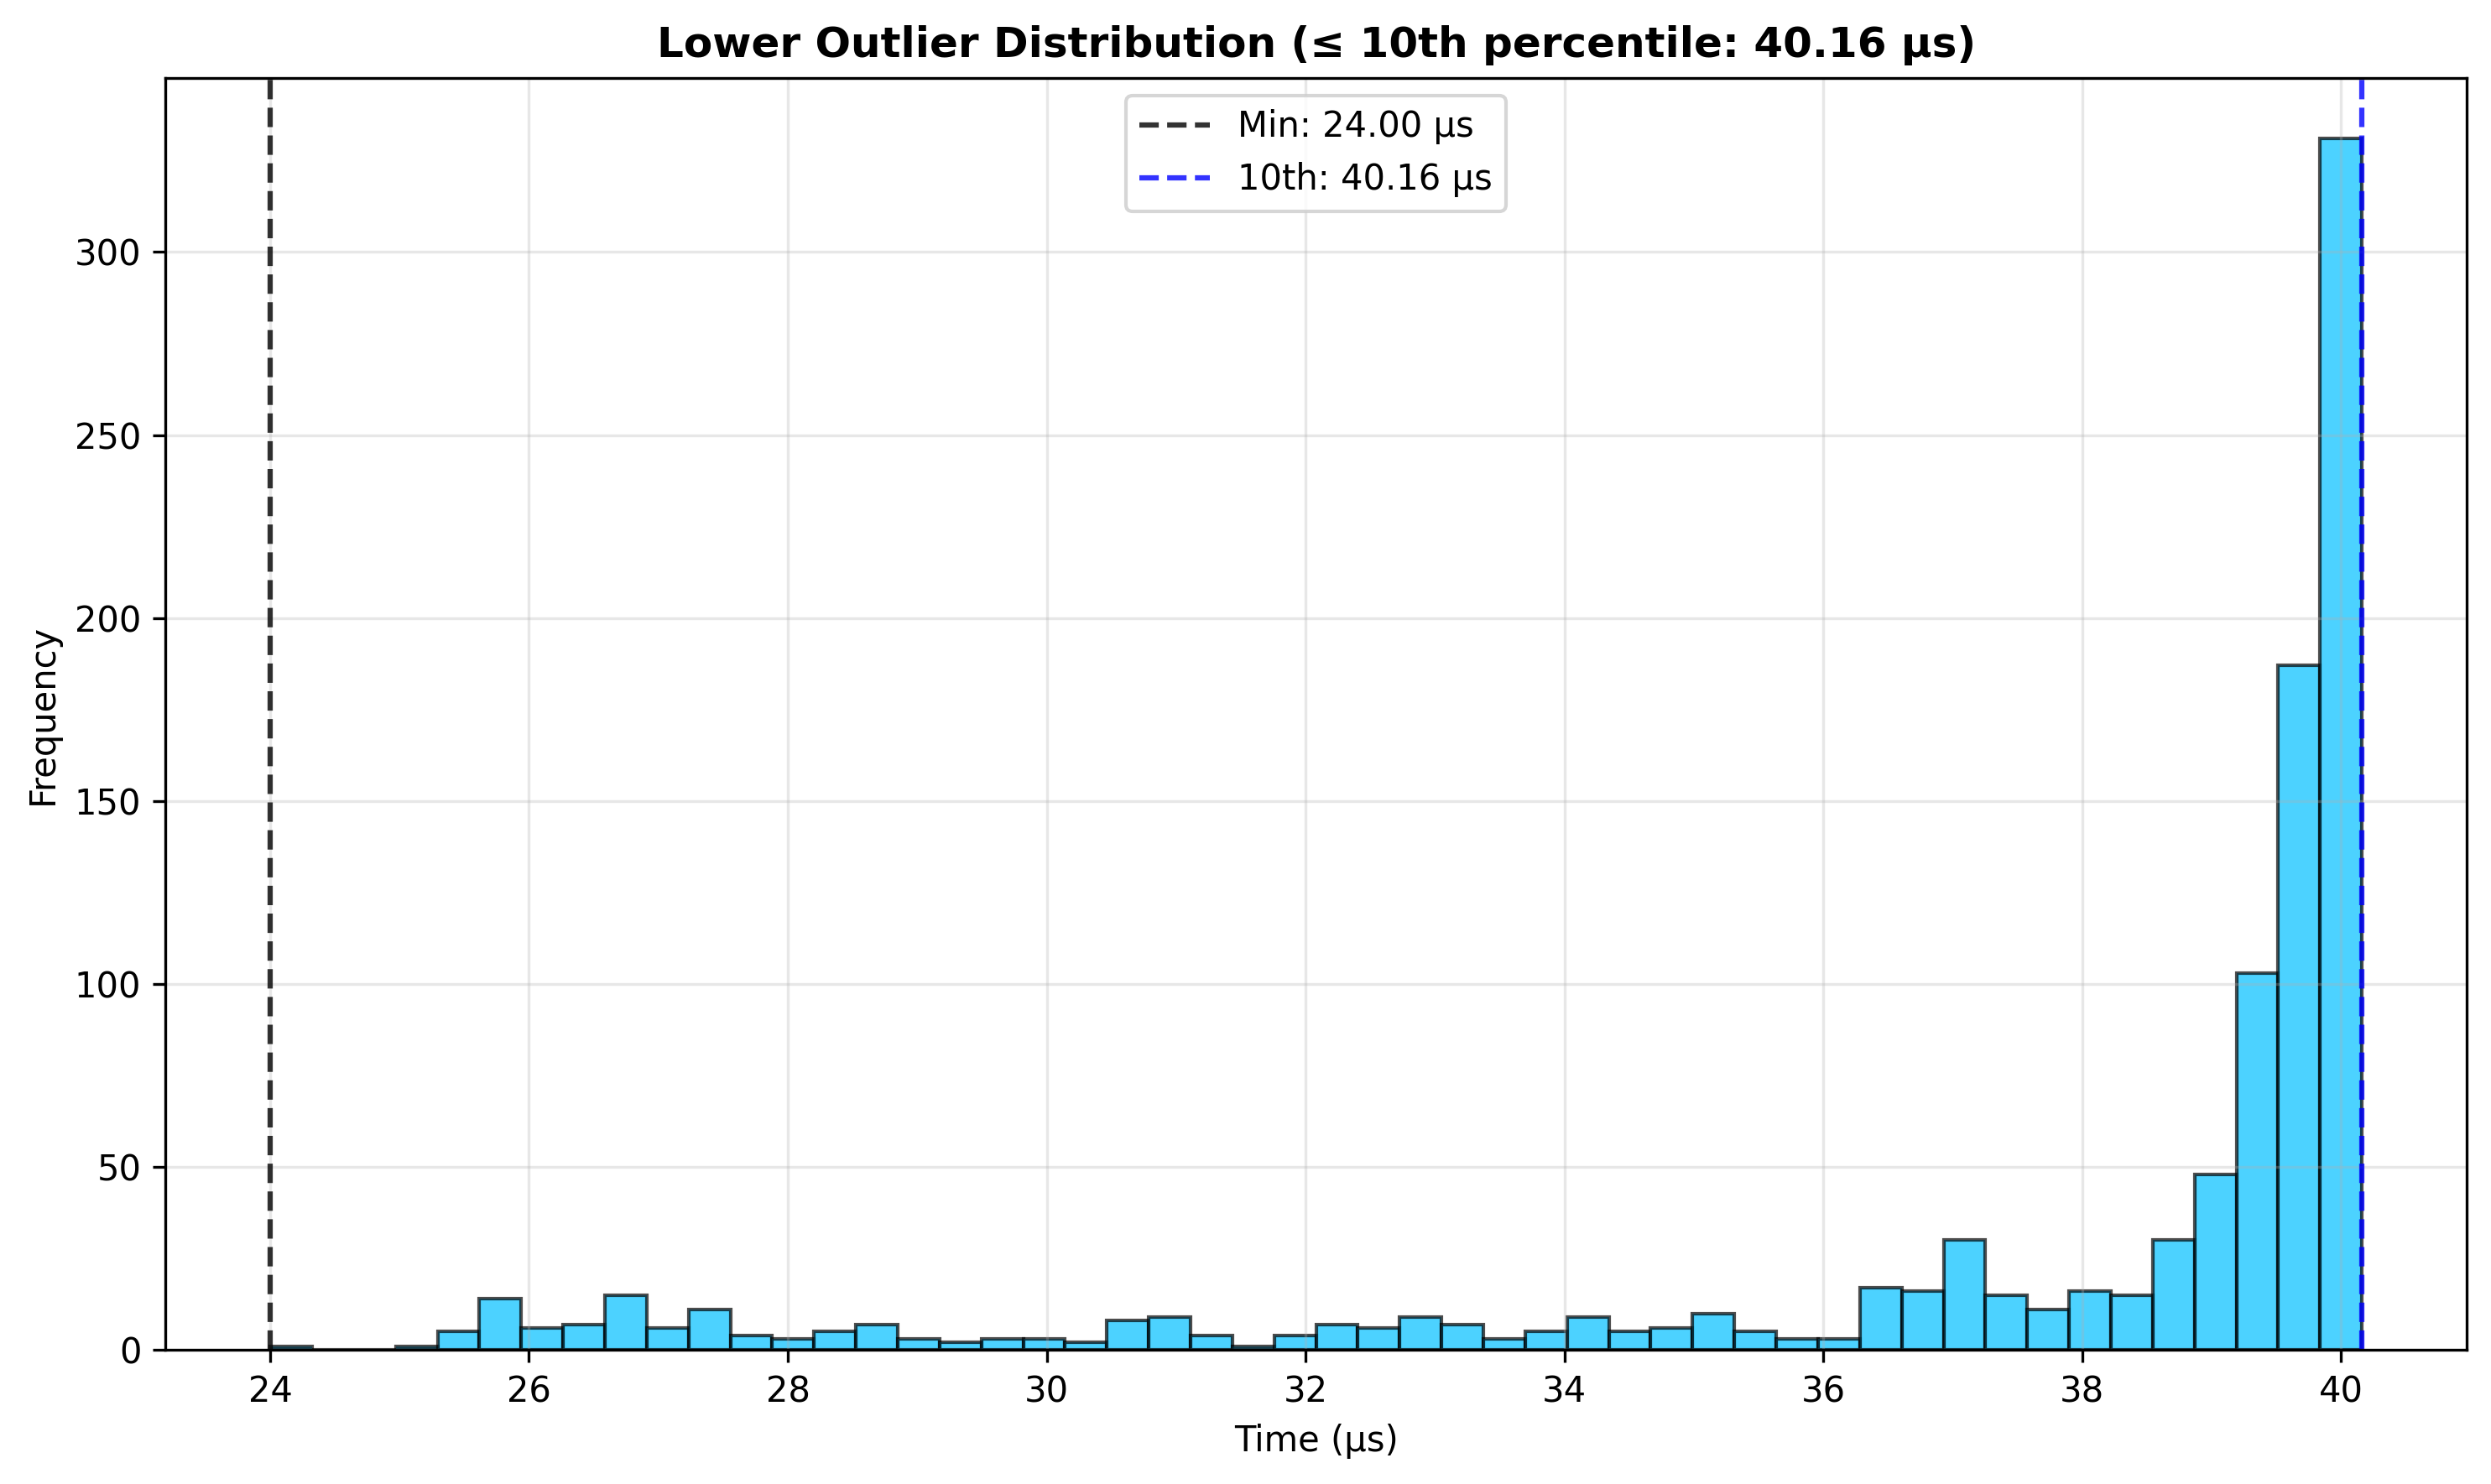 Lower Outlier Distribution (≤ 10th percentile: 40.16 μs)
Min: 24.00 μs
10th: 40.16 μs
Frequency
300
250
200
150
100
50
0
24 26 28 30 32 34 36 38 40
Time (μs)